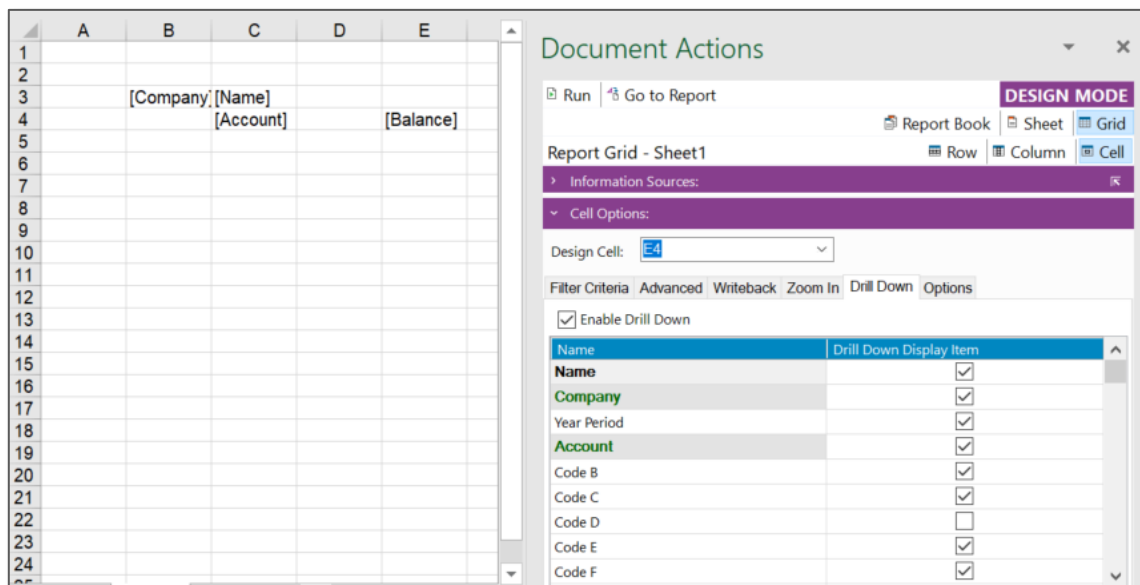 A B C D E
1
2
3 [Company] [Name]
4 [Account] [Balance]
5
6
7
8
9
10
11
12
13
14
15
16
17
18
19
20
21
22
23
24
Document Actions
Run Go to Report DESIGN MODE
Report Book Sheet Grid
Report Grid - Sheet1 Row Column Cell
Information Sources:
Cell Options:
Design Cell: E4
Filter Criteria Advanced Writeback Zoom In Drill Down Options
Enable Drill Down
Name Drill Down Display Item
Name
Company
Year Period
Account
Code B
Code C
Code D
Code E
Code F